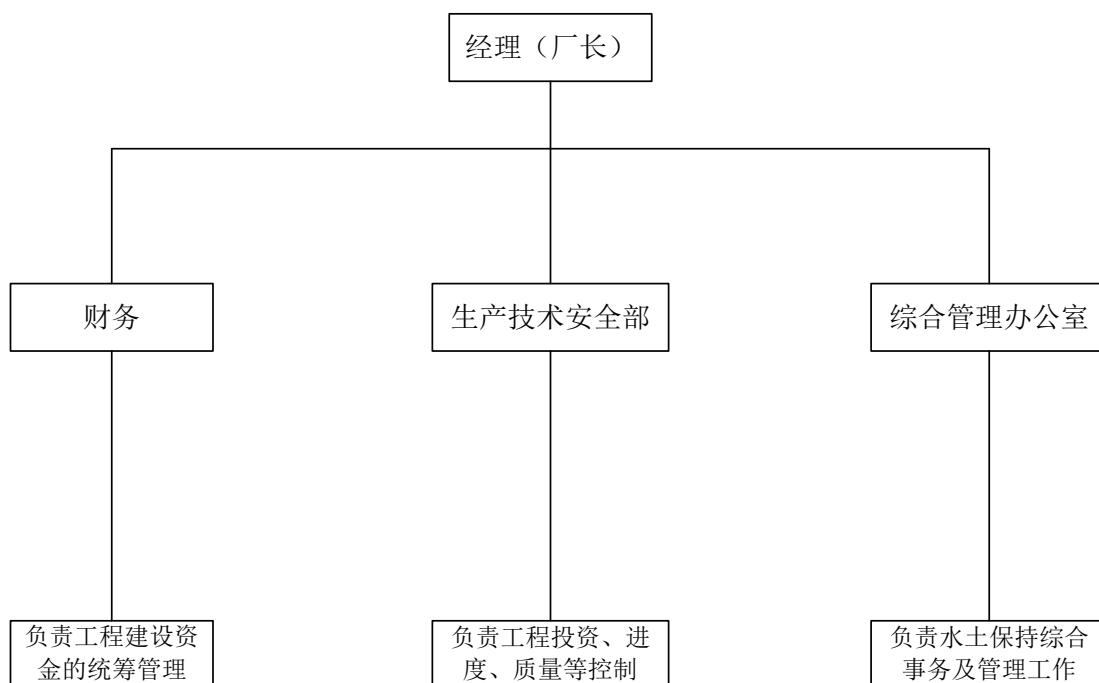 经理（厂长）
财务
生产技术安全部
综合管理办公室
负责工程建设资
金的统筹管理
负责工程投资、进
度、质量等控制
负责水土保持综合
事务及管理工作